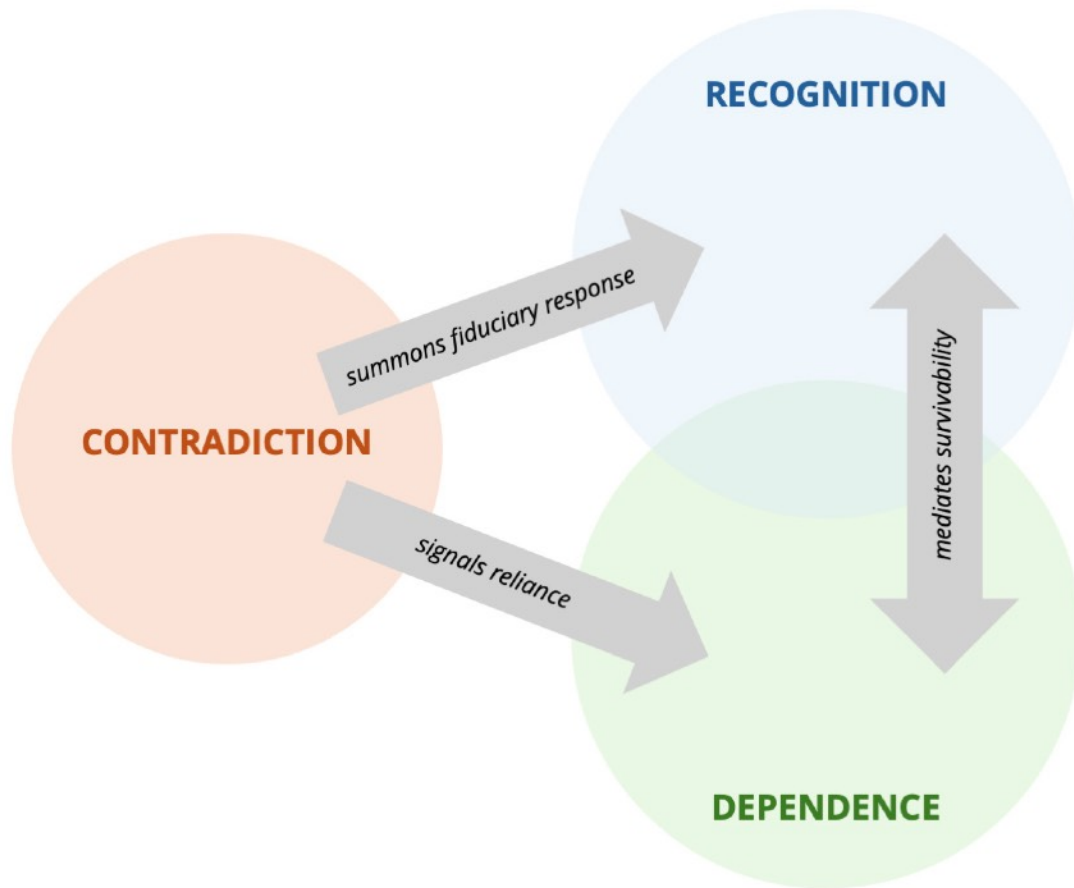 RECOGNITION
summons fiduciary response
CONTRADICTION
mediates survivability
signals reliance
DEPENDENCE